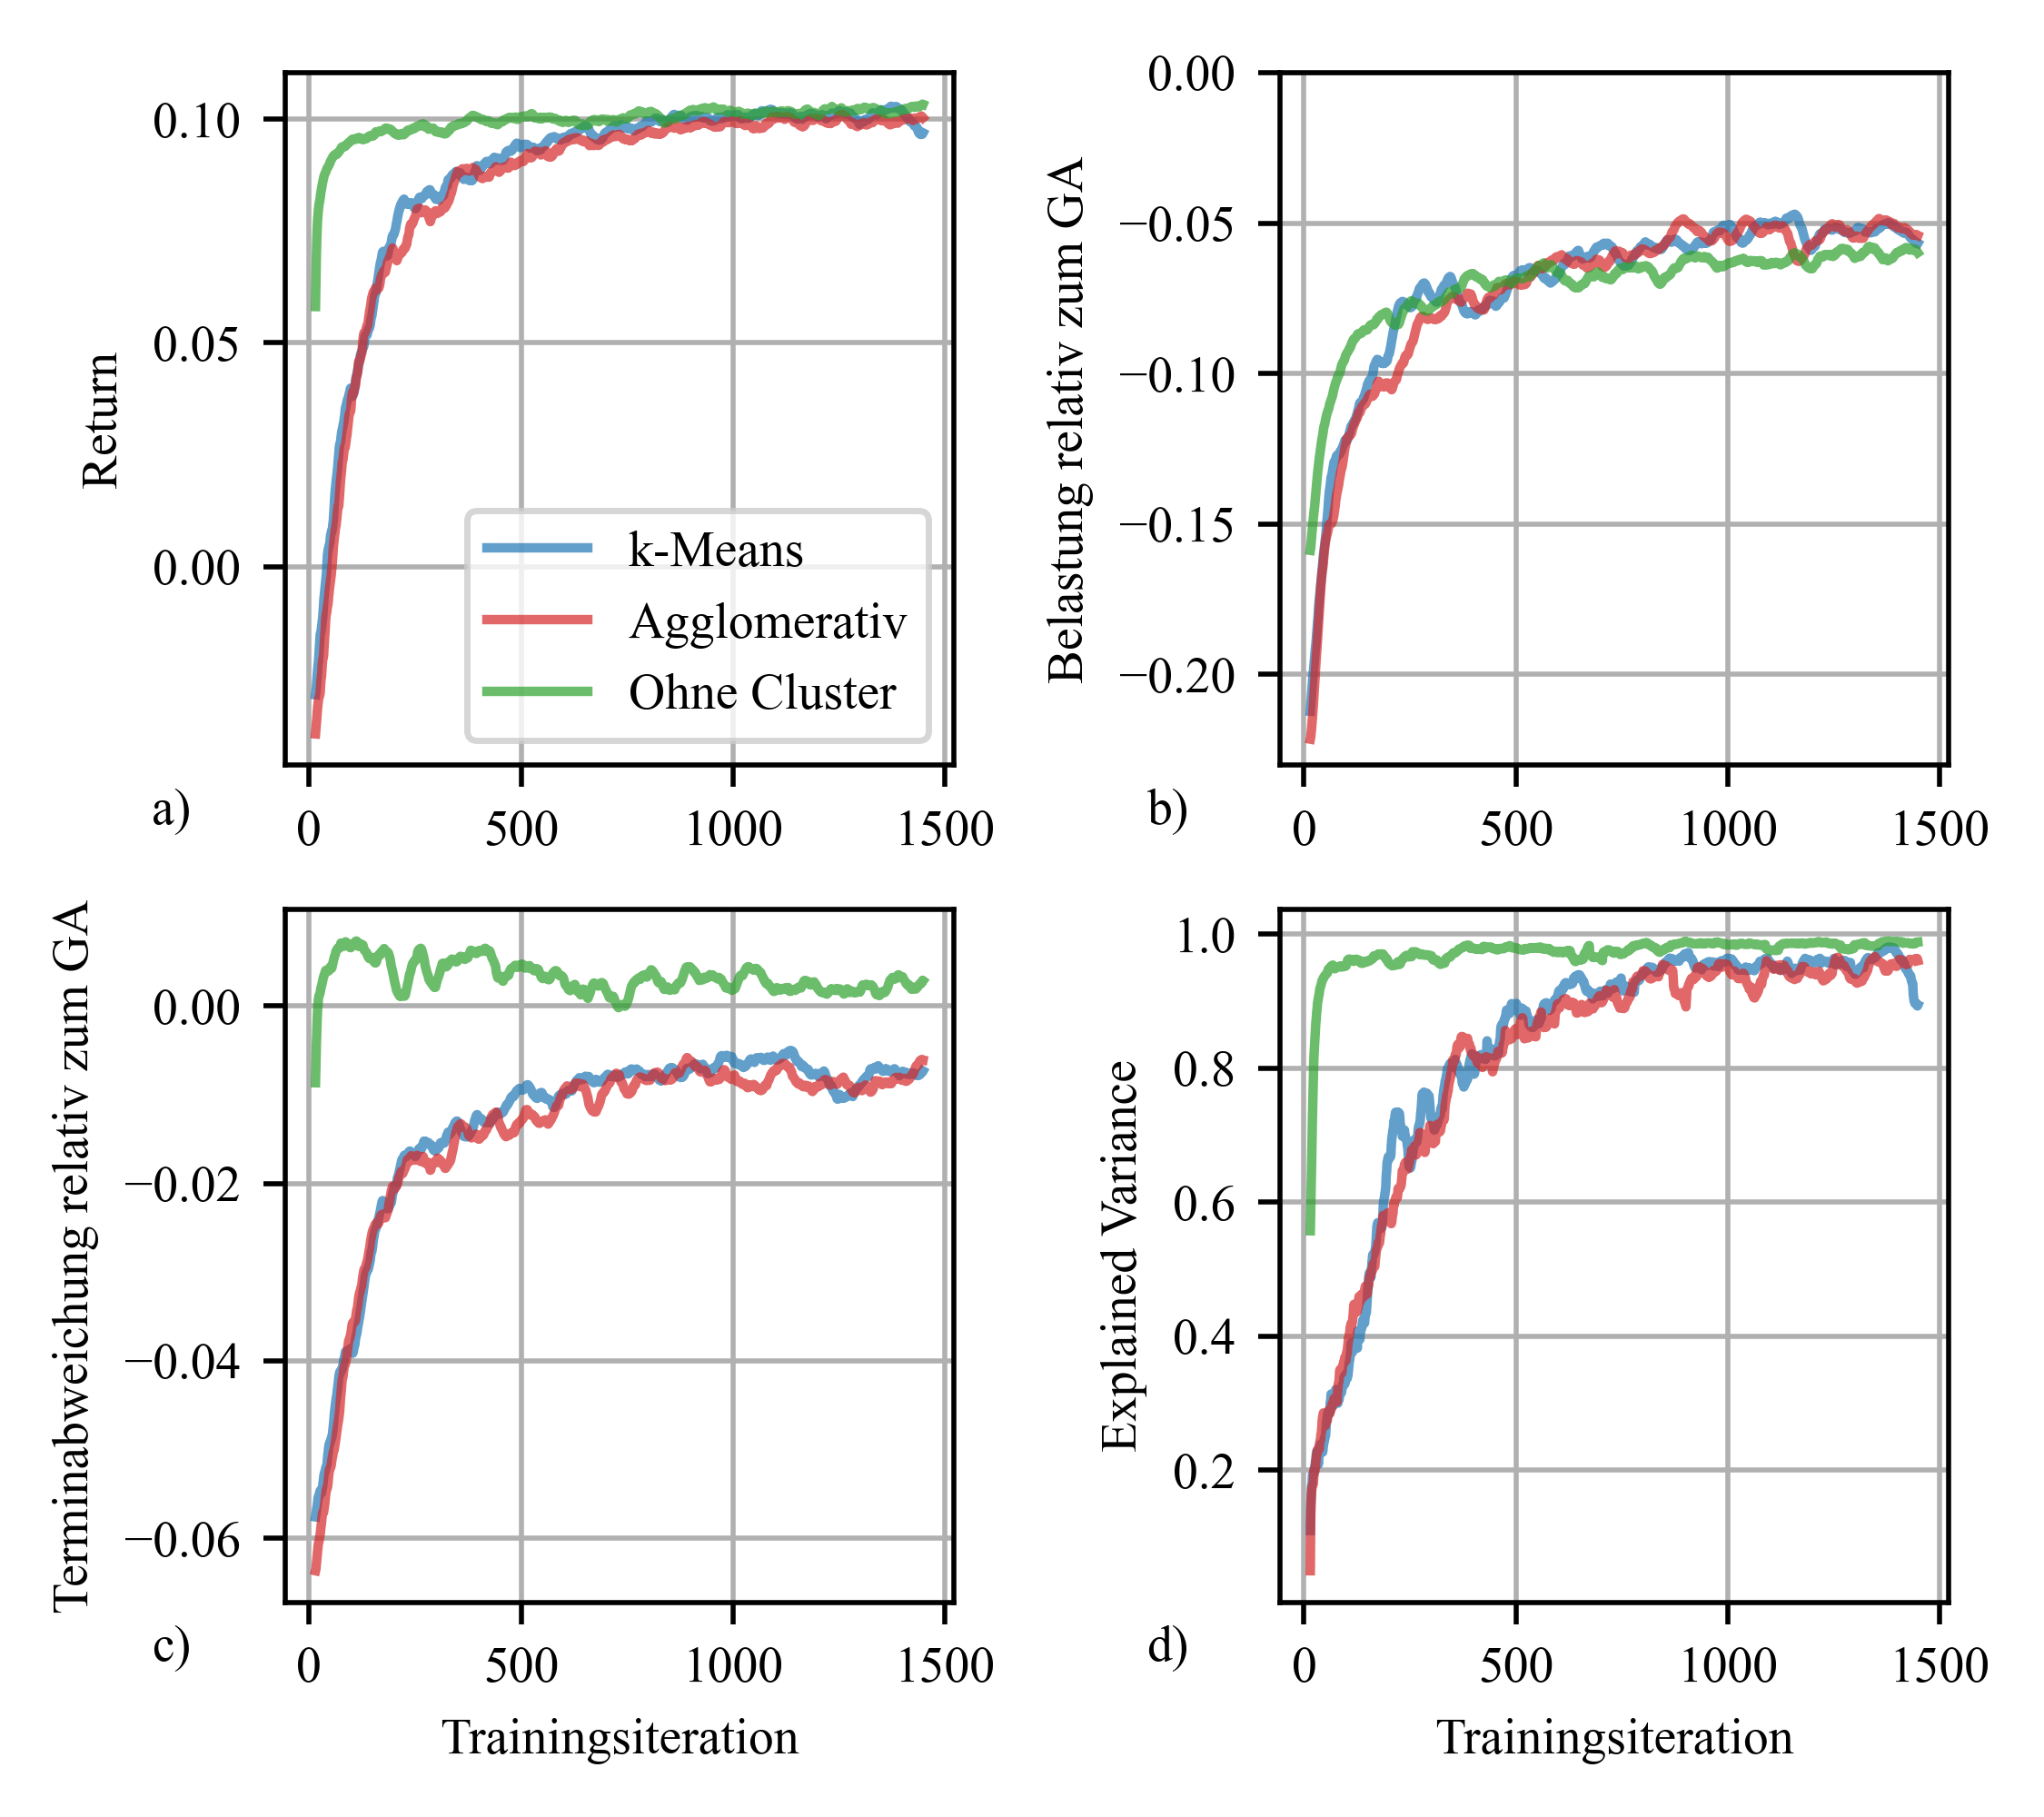 Return
0.10
0.05
0.00
k-Means
Agglomerativ
Ohne Cluster
a)
0 500 1000 1500
Belastung relativ zum GA
0.00
−0.05
−0.10
−0.15
−0.20
b)
0 500 1000 1500
Terminabweichung relativ zum GA
0.00
−0.02
−0.04
−0.06
c)
0 500 1000 1500
Trainingsiteration
Explained Variance
1.0
0.8
0.6
0.4
0.2
d)
0 500 1000 1500
Trainingsiteration